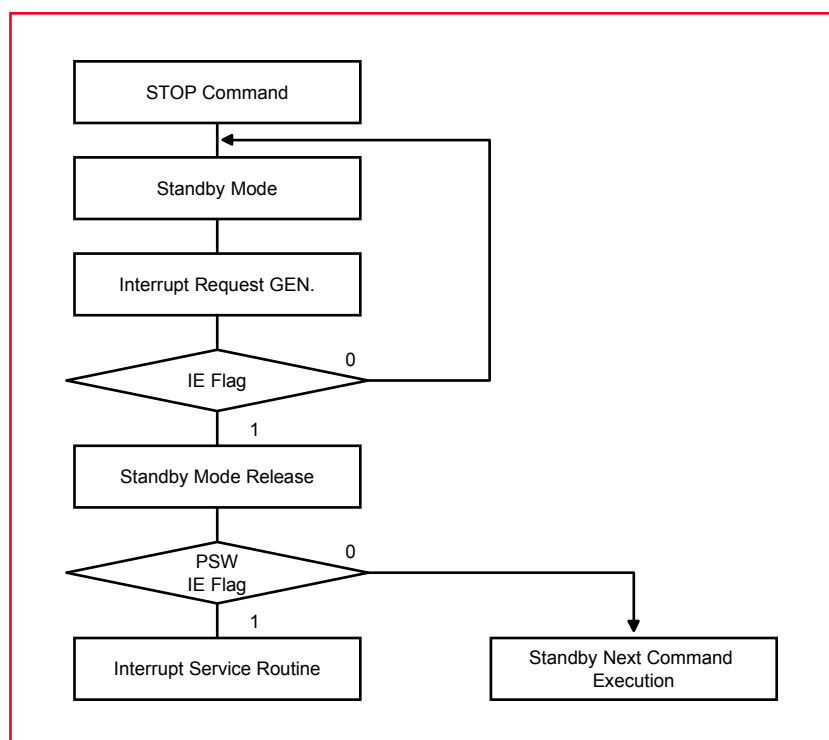 STOP Command
Standby Mode
Interrupt Request GEN.
0
IE Flag
1
Standby Mode Release
0
PSW
IE Flag
1
Interrupt Service Routine
Standby Next Command
Execution